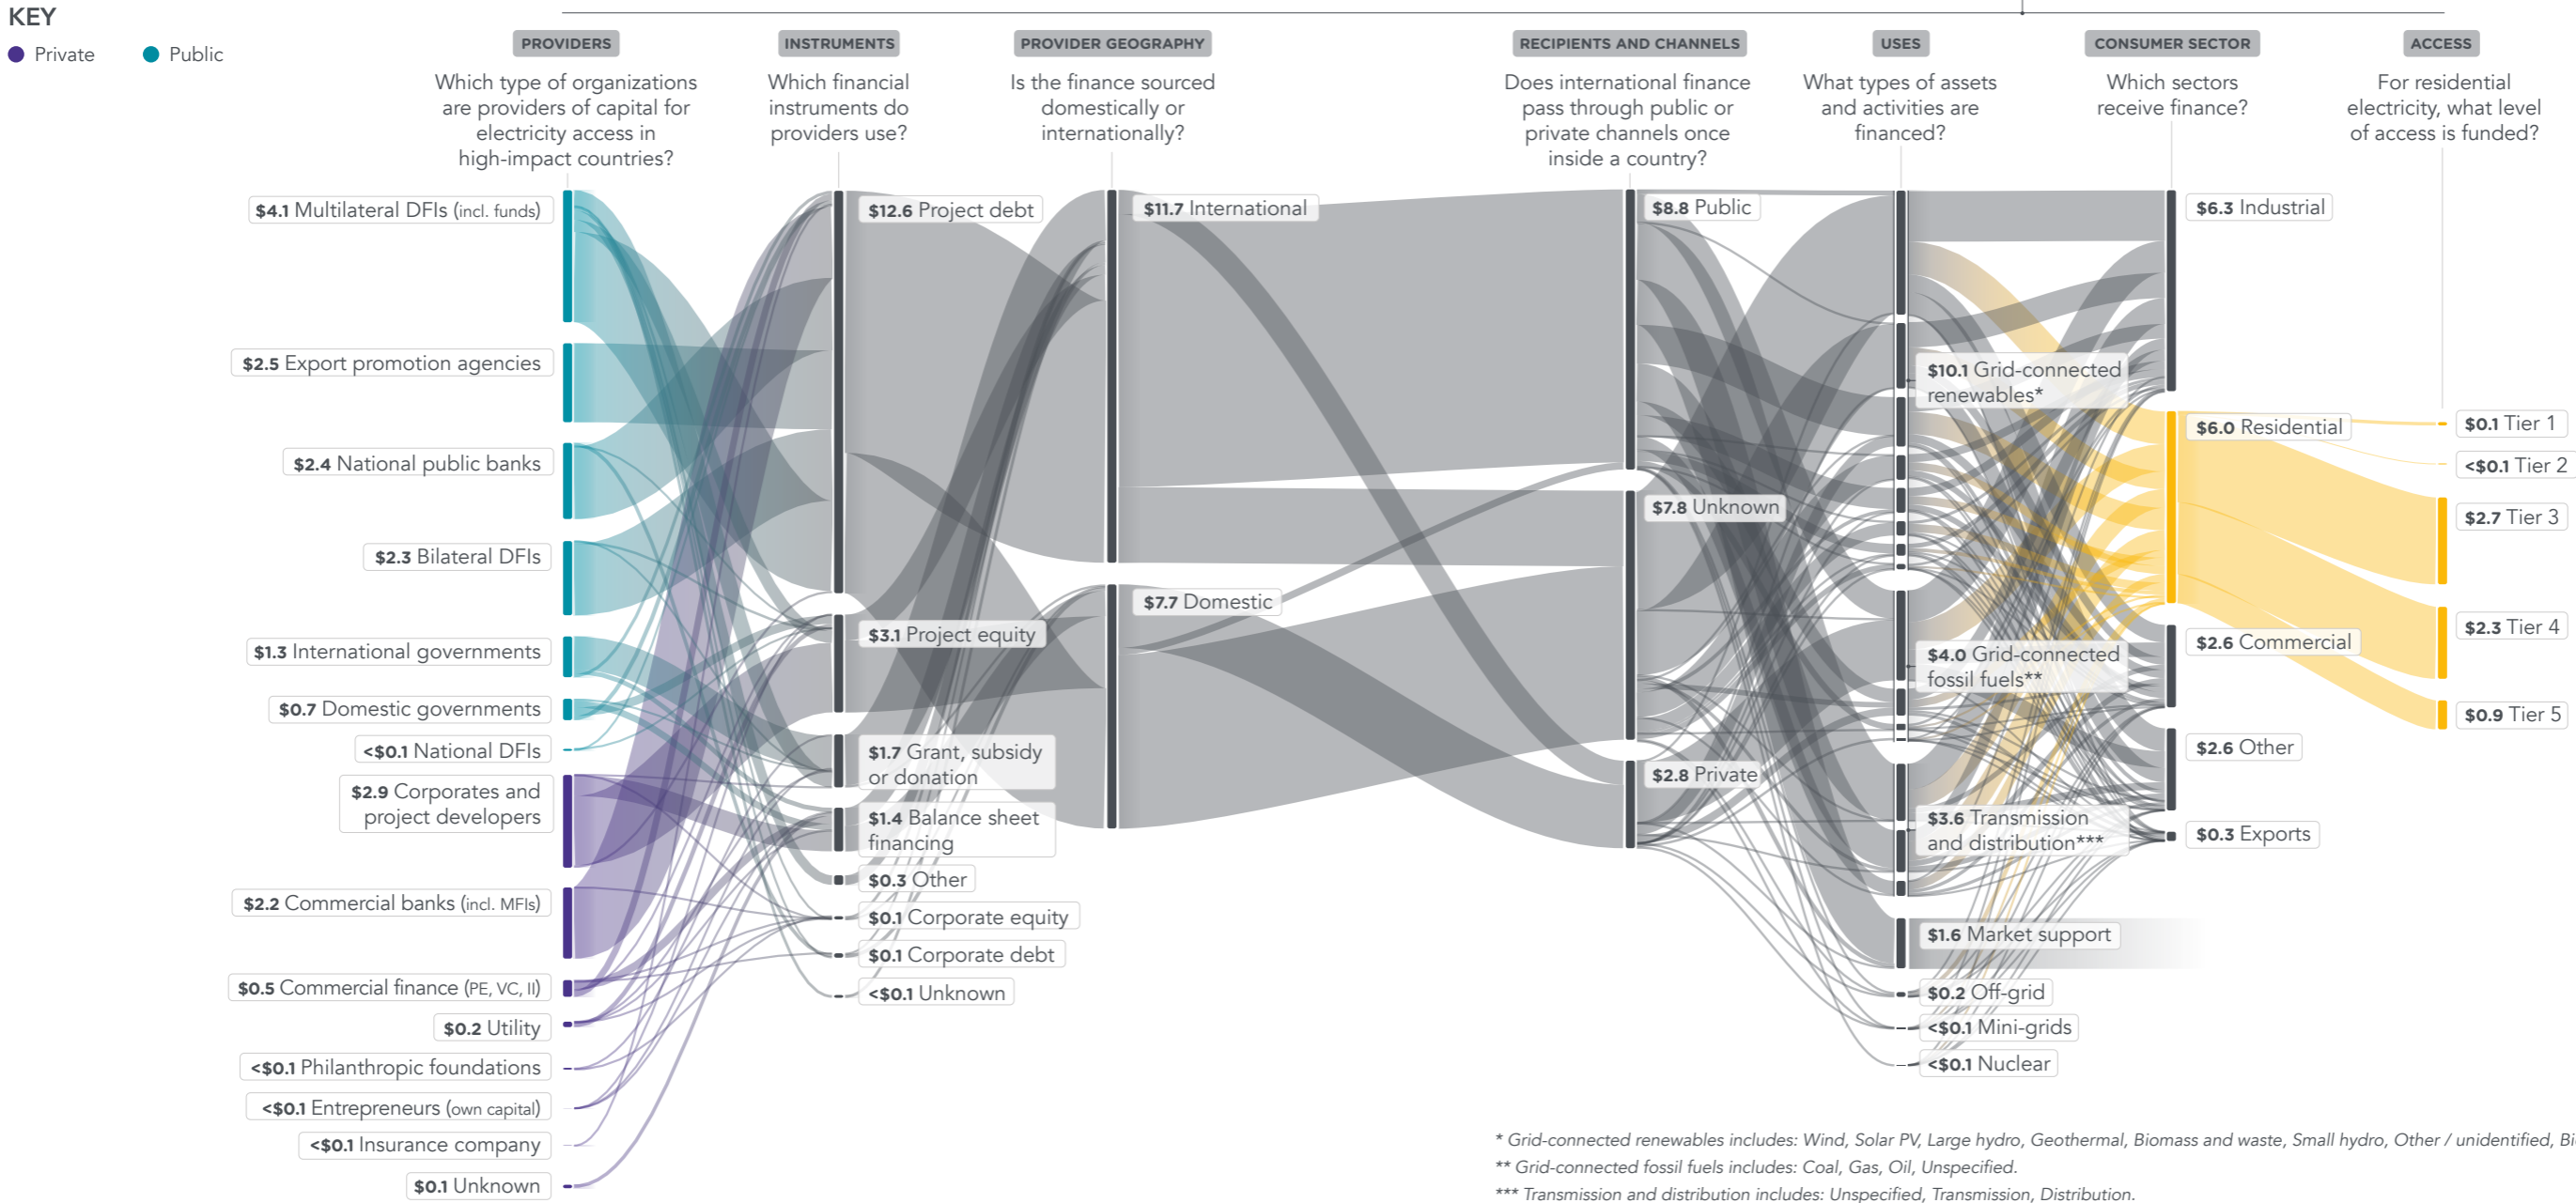 KEY
Private
Public
PROVIDERS
Which type of organizations
are providers of capital for
electricity access in
high-impact countries?
INSTRUMENTS
Which financial
instruments do
providers use?
PROVIDER GEOGRAPHY
Is the finance sourced
domestically or
internationally?
RECIPIENTS AND CHANNELS
Does international finance
pass through public or
private channels once
inside a country?
USES
What types of assets
and activities are
financed?
CONSUMER SECTOR
Which sectors
receive finance?
ACCESS
For residential
electricity, what level
of access is funded?
$4.1 Multilateral DFIs (incl. funds)
$2.5 Export promotion agencies
$2.4 National public banks
$2.3 Bilateral DFIs
$1.3 International governments
$0.7 Domestic governments
<$0.1 National DFIs
$2.9 Corporates and
project developers
$2.2 Commercial banks (incl. MFIs)
$0.5 Commercial finance (PE, VC, II)
$0.2 Utility
<$0.1 Philanthropic foundations
<$0.1 Entrepreneurs (own capital)
<$0.1 Insurance company
$0.1 Unknown
$12.6 Project debt
$3.1 Project equity
$1.7 Grant, subsidy
or donation
$1.4 Balance sheet
financing
$0.3 Other
$0.1 Corporate equity
$0.1 Corporate debt
<$0.1 Unknown
$11.7 International
$7.7 Domestic
$8.8 Public
$7.8 Unknown
$2.8 Private
$10.1 Grid-connected
renewables*
$4.0 Grid-connected
fossil fuels**
$3.6 Transmission
and distribution***
$1.6 Market support
$0.2 Off-grid
<$0.1 Mini-grids
<$0.1 Nuclear
$6.3 Industrial
$6.0 Residential
$2.6 Commercial
$2.6 Other
$0.3 Exports
$0.1 Tier 1
<$0.1 Tier 2
$2.7 Tier 3
$2.3 Tier 4
$0.9 Tier 5
* Grid-connected renewables includes: Wind, Solar PV, Large hydro, Geothermal, Biomass and waste, Small hydro, Other / unidentified, Bi
** Grid-connected fossil fuels includes: Coal, Gas, Oil, Unspecified.
*** Transmission and distribution includes: Unspecified, Transmission, Distribution.